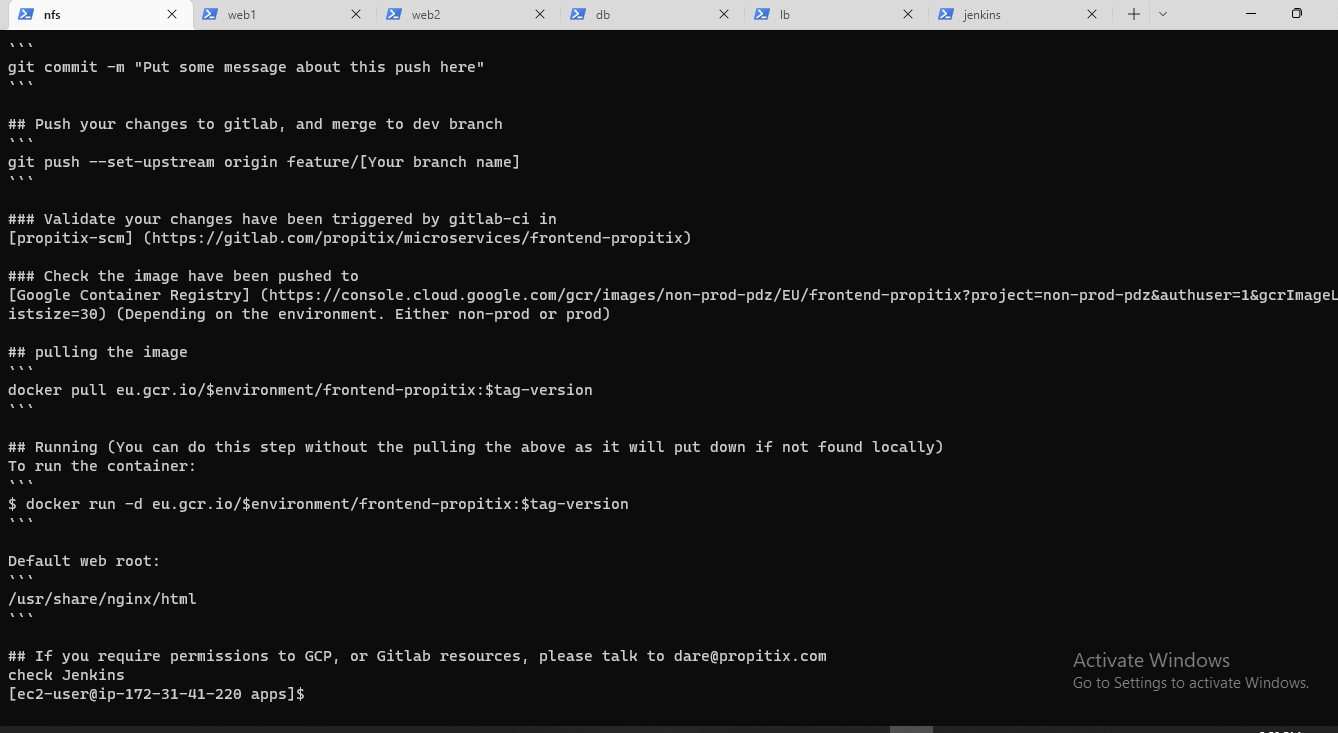 nfs
web1
web2
db
lb
jenkins
```
git commit -m "Put some message about this push here"
```
## Push your changes to gitlab, and merge to dev branch
```
git push --set-upstream origin feature/[Your branch name]
```
### Validate your changes have been triggered by gitlab-ci in
[propitix-scm] (https://gitlab.com/propitix/microservices/frontend-propitix)
### Check the image have been pushed to
[Google Container Registry] (https://console.cloud.google.com/gcr/images/non-prod-pdz/EU/frontend-propitix?project=non-prod-pdz&authuser=1&gcrImageL
istsize=30) (Depending on the environment. Either non-prod or prod)
## pulling the image
```
docker pull eu.gcr.io/$environment/frontend-propitix:$tag-version
```
## Running (You can do this step without the pulling the above as it will put down if not found locally)
To run the container:
```
$ docker run -d eu.gcr.io/$environment/frontend-propitix:$tag-version
```
Default web root:
```
/usr/share/nginx/html
```
## If you require permissions to GCP, or Gitlab resources, please talk to dare@propitix.com
check Jenkins
[ec2-user@ip-172-31-41-220 apps]$
Activate Windows
Go to Settings to activate Windows.